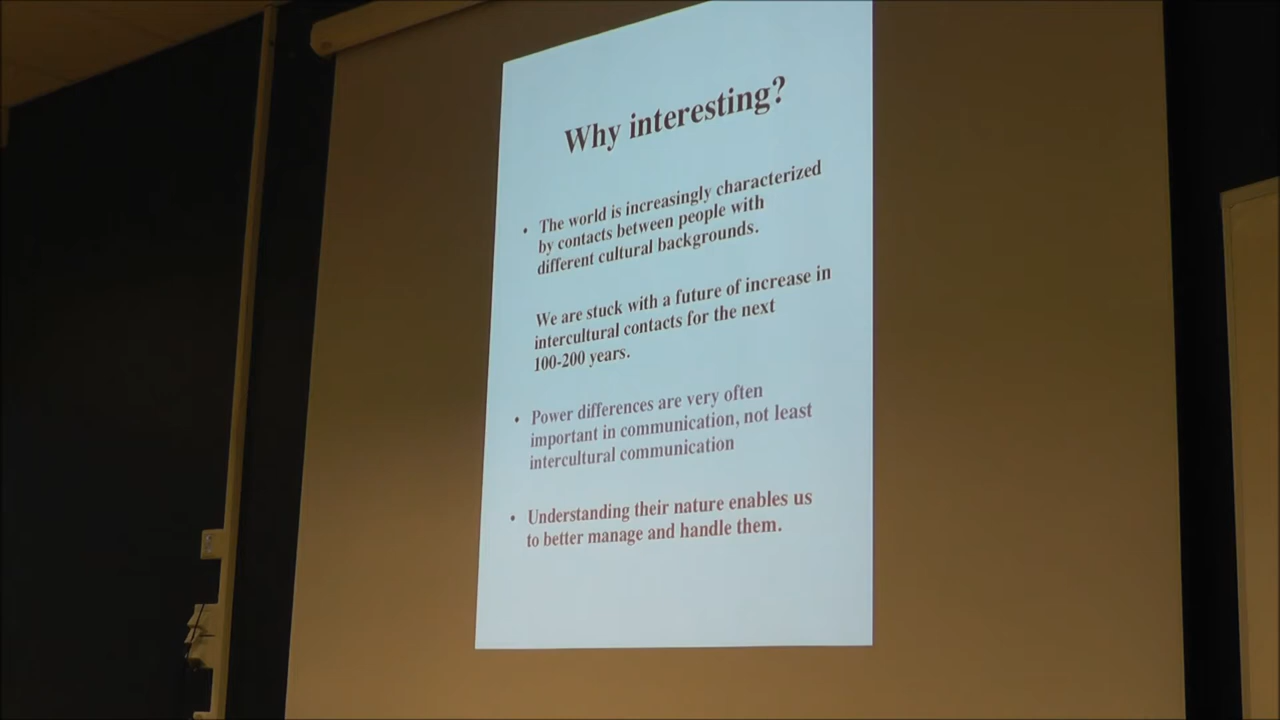 Why interesting?
• The world is increasingly characterized
by contacts between people with
different cultural backgrounds.
We are stuck with a future of increase in
intercultural contacts for the next
100-200 years.
• Power differences are very often
important in communication, not least
intercultural communication
• Understanding their nature enables us
to better manage and handle them.